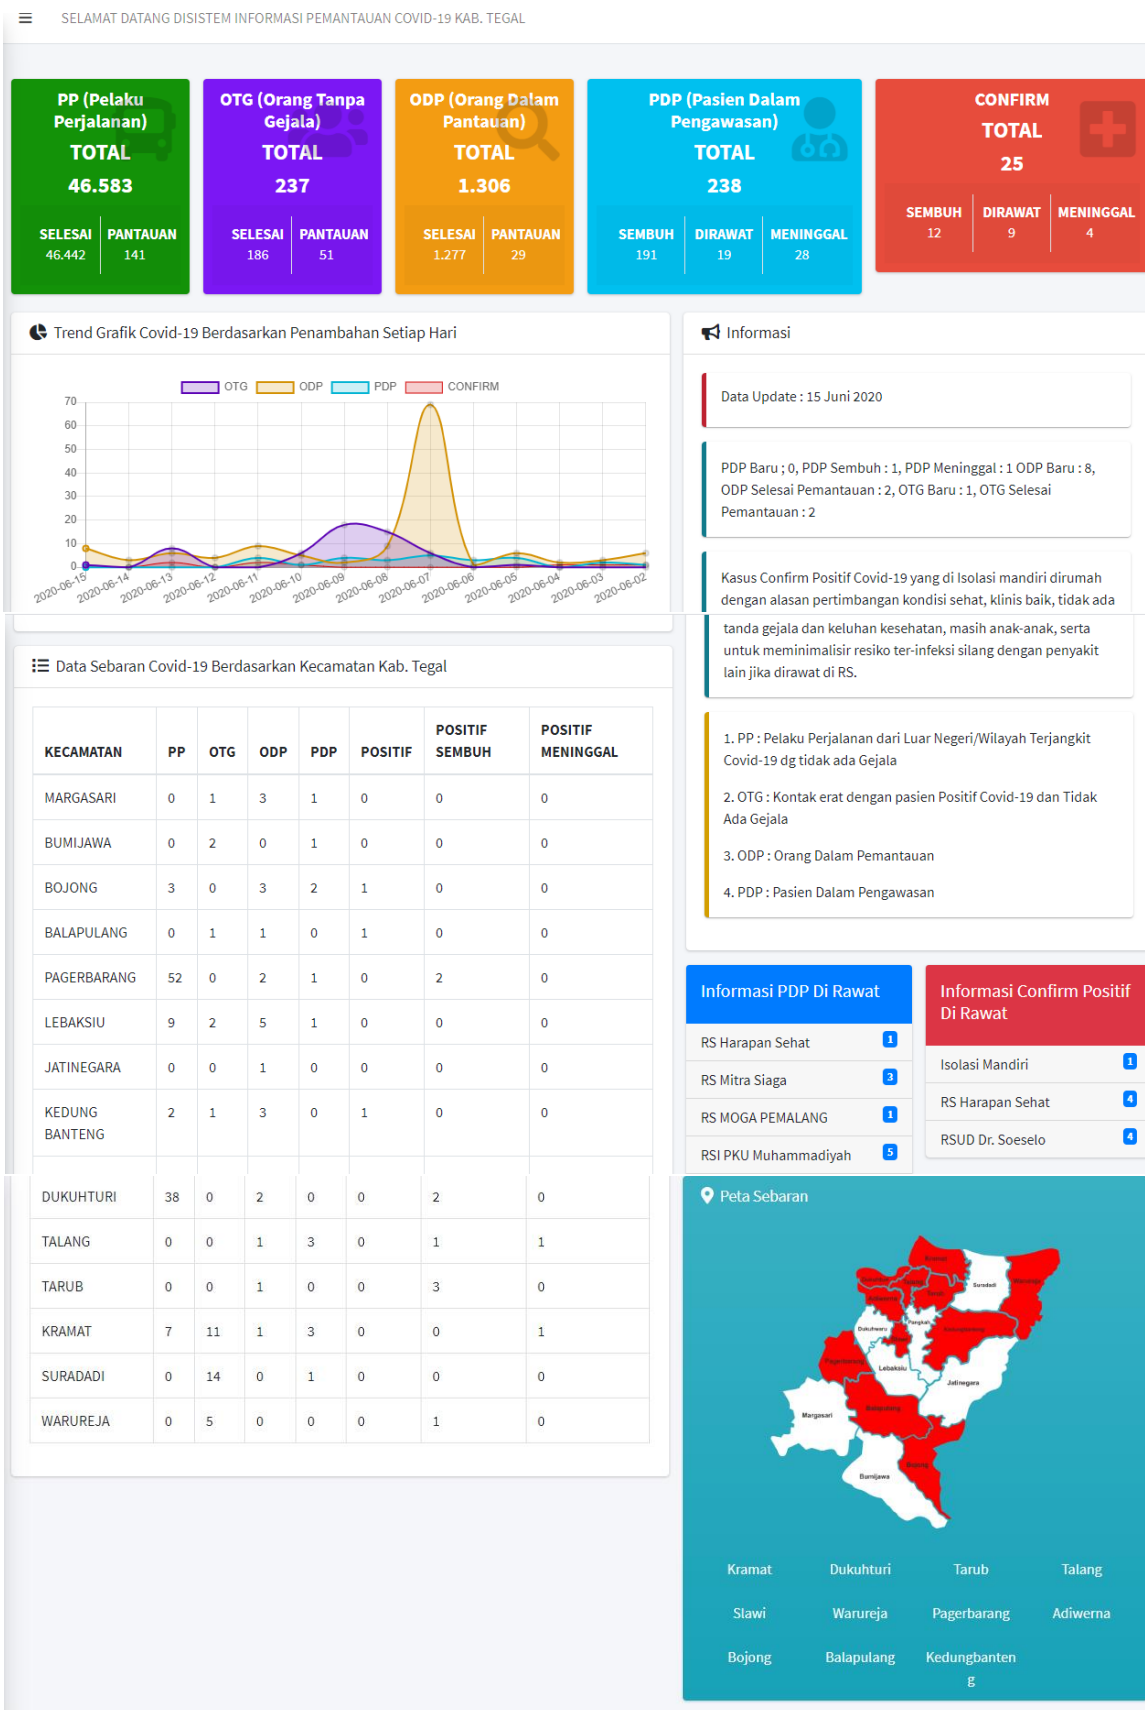 SELAMAT DATANG DISISTEM INFORMASI PEMANTAUAN COVID-19 KAB. TEGAL
PP (Pelaku
Perjalanan)
TOTAL
46.583
SELESAI PANTAUAN
46.442 141
OTG (Orang Tanpa
Gejala)
TOTAL
237
SELESAI PANTAUAN
186 51
ODP (Orang Dalam
Pantauan)
TOTAL
1.306
SELESAI PANTAUAN
1.277 29
PDP (Pasien Dalam
Pengawasan)
TOTAL
238
SEMBUH DIRAWAT MENINGGAL
191 19 28
CONFIRM
TOTAL
25
SEMBUH DIRAWAT MENINGGAL
12 9 4
Trend Grafik Covid-19 Berdasarkan Penambahan Setiap Hari
OTG ODP PDP CONFIRM
70
60
50
40
30
20
10
0
2020-06-15 2020-06-14 2020-06-13 2020-06-12 2020-06-11 2020-06-10 2020-06-09 2020-06-08 2020-06-07 2020-06-06 2020-06-05 2020-06-04 2020-06-03 2020-06-02
Informasi
Data Update : 15 Juni 2020
PDP Baru ; 0, PDP Sembuh : 1, PDP Meninggal : 1 ODP Baru : 8,
ODP Selesai Pemantauan : 2, OTG Baru : 1, OTG Selesai
Pemantauan : 2
Kasus Confirm Positif Covid-19 yang di Isolasi mandiri dirumah
dengan alasan pertimbangan kondisi sehat, klinis baik, tidak ada
tanda gejala dan keluhan kesehatan, masih anak-anak, serta
untuk meminimalisir resiko ter-infeksi silang dengan penyakit
lain jika dirawat di RS.
1. PP : Pelaku Perjalanan dari Luar Negeri/Wilayah Terjangkit
Covid-19 dg tidak ada Gejala
2. OTG : Kontak erat dengan pasien Positif Covid-19 dan Tidak
Ada Gejala
3. ODP : Orang Dalam Pemantauan
4. PDP : Pasien Dalam Pengawasan
Data Sebaran Covid-19 Berdasarkan Kecamatan Kab. Tegal
KECAMATAN PP OTG ODP PDP POSITIF POSITIF SEMBUH POSITIF MENINGGAL
MARGASARI 0 1 3 1 0 0 0
BUMIJAWA 0 2 0 1 0 0 0
BOJONG 3 0 3 2 1 0 0
BALAPULANG 0 1 1 0 1 0 0
PAGERBARANG 52 0 2 1 0 2 0
LEBAKSIU 9 2 5 1 0 0 0
JATINEGARA 0 0 1 0 0 0 0
KEDUNG BANTENG 2 1 3 0 1 0 0
DUKUHTURI 38 0 2 0 0 2 0
TALANG 0 0 1 3 0 1 1
TARUB 0 0 1 0 0 3 0
KRAMAT 7 11 1 3 0 0 1
SURADADI 0 14 0 1 0 0 0
WARUREJA 0 5 0 0 0 1 0
Informasi PDP Di Rawat
RS Harapan Sehat 1
RS Mitra Siaga 3
RS MOGA PEMALANG 1
RSI PKU Muhammadiyah 5
Informasi Confirm Positif
Di Rawat
Isolasi Mandiri 1
RS Harapan Sehat 4
RSUD Dr. Soeselo 4
Peta Sebaran
Suradadi
Dukuhwaru
Pangkah
Lebaksiu
Jatinegara
Margasari
Bumijawa
Kramat Dukuhturi Tarub Talang
Slawi Warureja Pagerbarang Adiwerna
Bojong Balapulang Kedungbanten
g